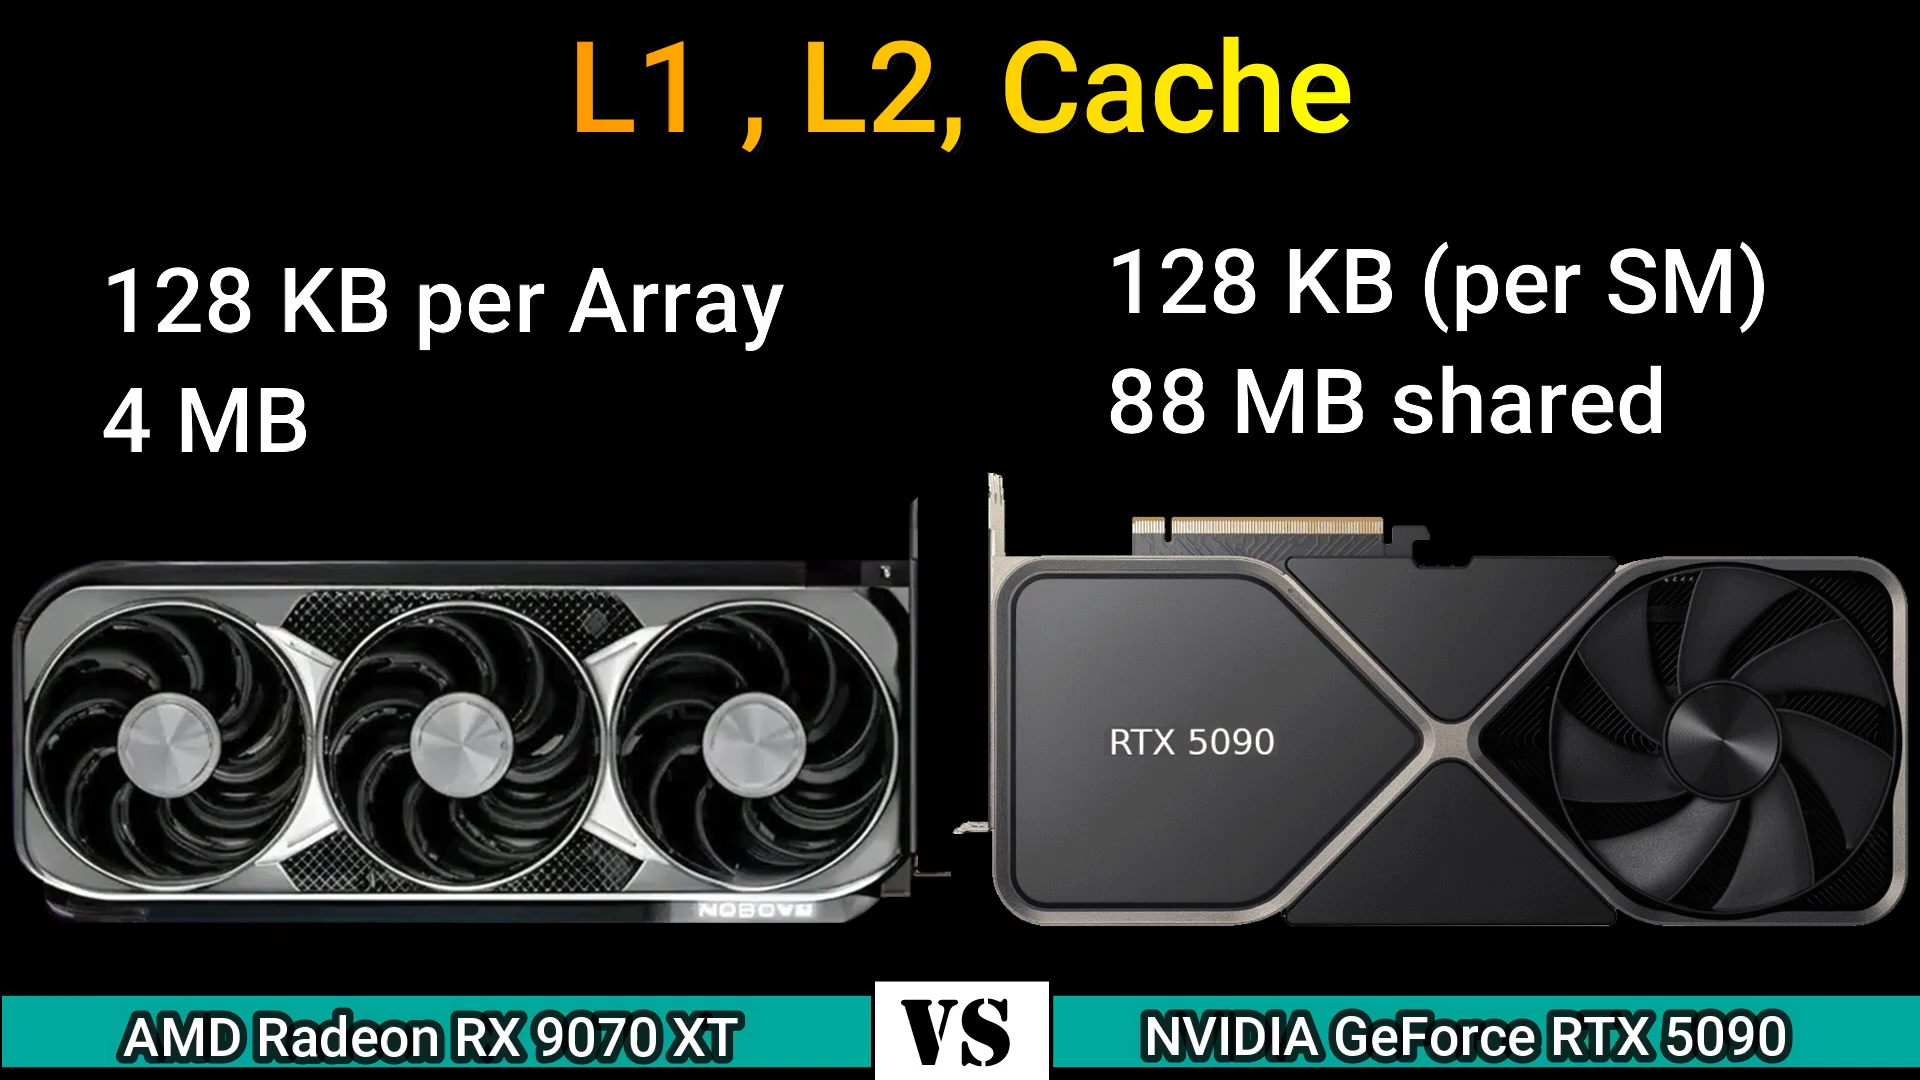 L1 , L2, Cache
128 KB per Array
4 MB
128 KB (per SM)
88 MB shared
RTX 5090
AMD Radeon RX 9070 XT
VS
NVIDIA GeForce RTX 5090